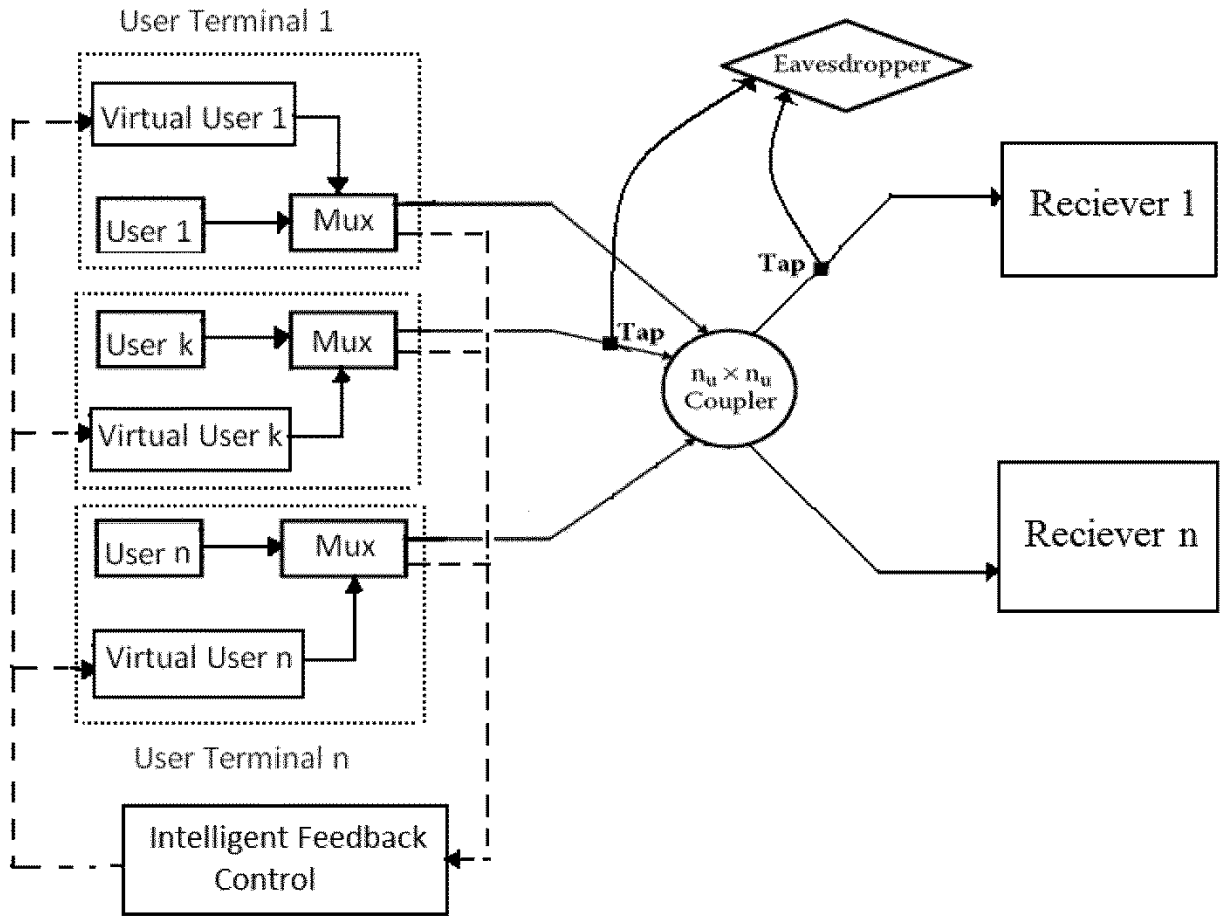 User Terminal 1
Virtual User 1
User 1
Mux
User k
Mux
Virtual User k
User n
Mux
Virtual User n
User Terminal n
Intelligent Feedback
Control
Eavesdropper
Tap
Tap
nᵤ × nᵤ
Coupler
Reciever 1
Reciever n